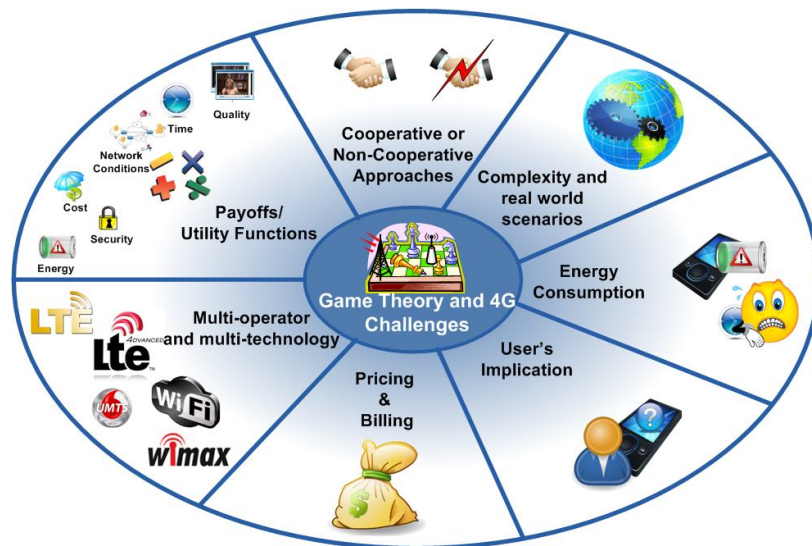 Quality
Time
Network
Conditions
Cost
Security
Energy
Payoffs/
Utility Functions
Cooperative or
Non-Cooperative
Approaches
Complexity and
real world
scenarios
Energy
Consumption
User's
Implication
Pricing
&
Billing
$
?
Multi-operator
and multi-technology
LTE
4GADVANCED
Lte
TM
UMTS
WiFi
wimax
Game Theory and 4G
Challenges